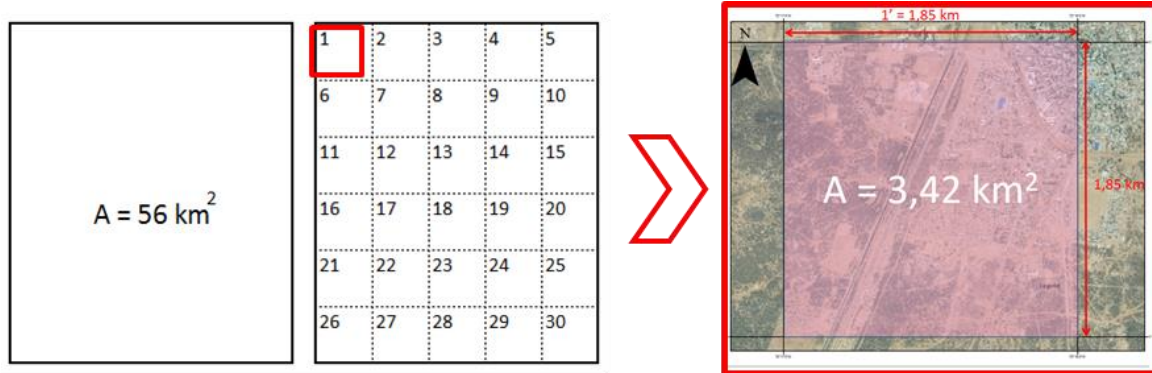 A = 56 km²
1 2 3 4 5
6 7 8 9 10
11 12 13 14 15
16 17 18 19 20
21 22 23 24 25
26 27 28 29 30
1' = 1,85 km
N
1,85 km
A = 3,42 km²